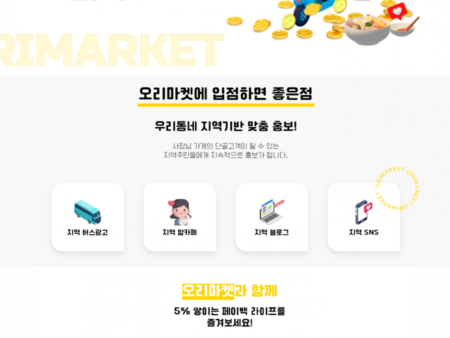 ORIMARKET
오리마켓에 입점하면 좋은점
우리동네 지역기반 맞춤 홍보!
사장님 가게의 단골고객이 될 수 있는
지역주민들에게 지속적으로 홍보가 됩니다.
ORIMARKET ORIMARKET ORIMARKET
지역 버스광고
지역 맘카페
지역 블로그
지역 SNS
오리마켓과 함께
5% 쌓이는 페이백 라이프를
즐겨보세요!